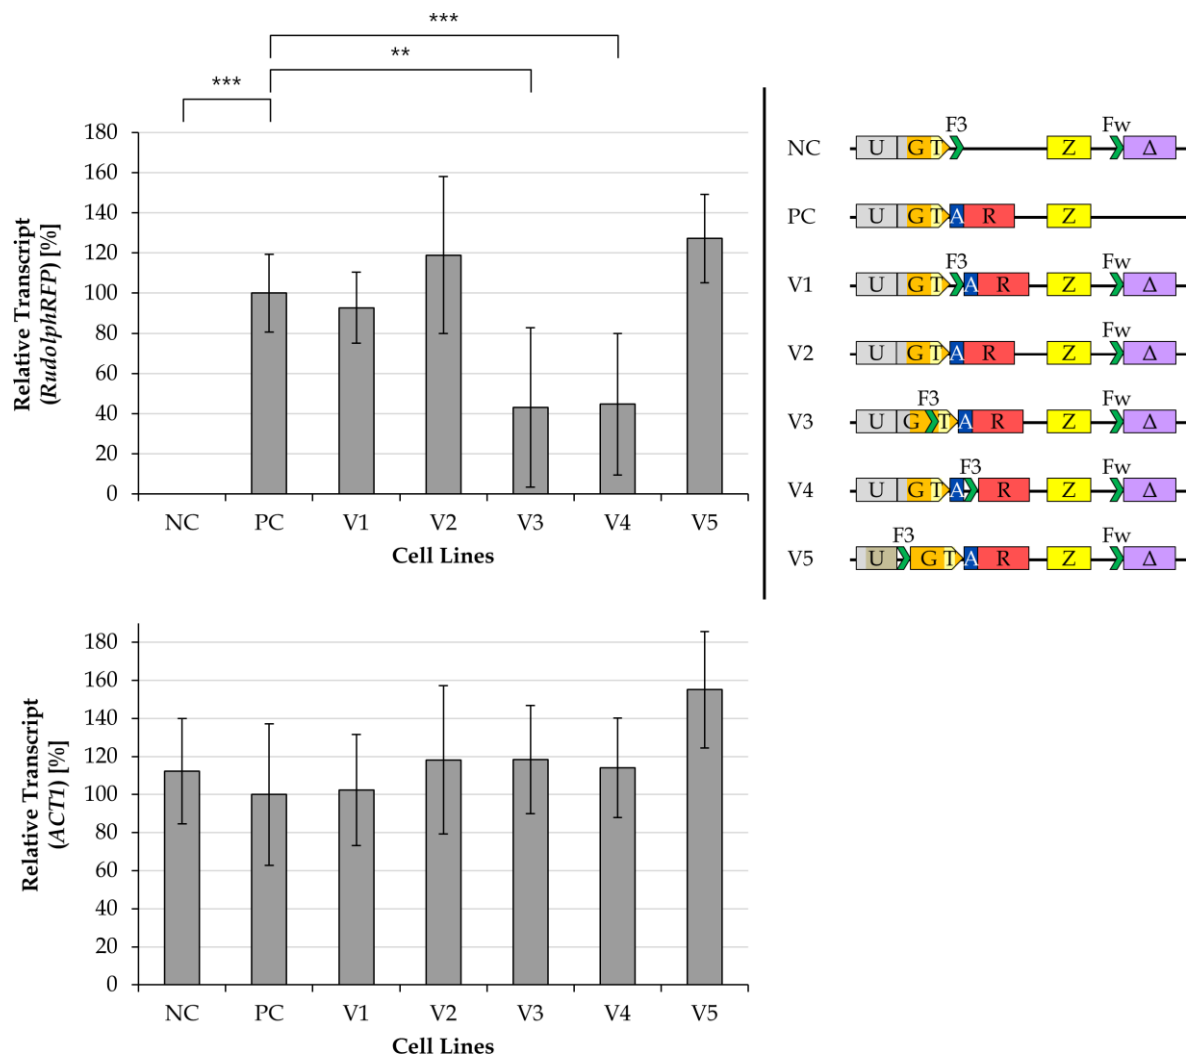 ***
**
***
180
160
140
120
100
80
60
40
20
0
Relative Transcript
(RudolphRFP) [%]
NC PC V1 V2 V3 V4 V5
Cell Lines
F3 Fw
NC U G T Z Δ
PC U G T A R Z
F3 Fw
V1 U G T A R Z Δ
Fw
V2 U G T A R Z Δ
F3 Fw
V3 U G T A R Z Δ
F3 Fw
V4 U G T A R Z Δ
F3 Fw
V5 U G T A R Z Δ
180
160
140
120
100
80
60
40
20
0
Relative Transcript
(ACT1) [%]
NC PC V1 V2 V3 V4 V5
Cell Lines